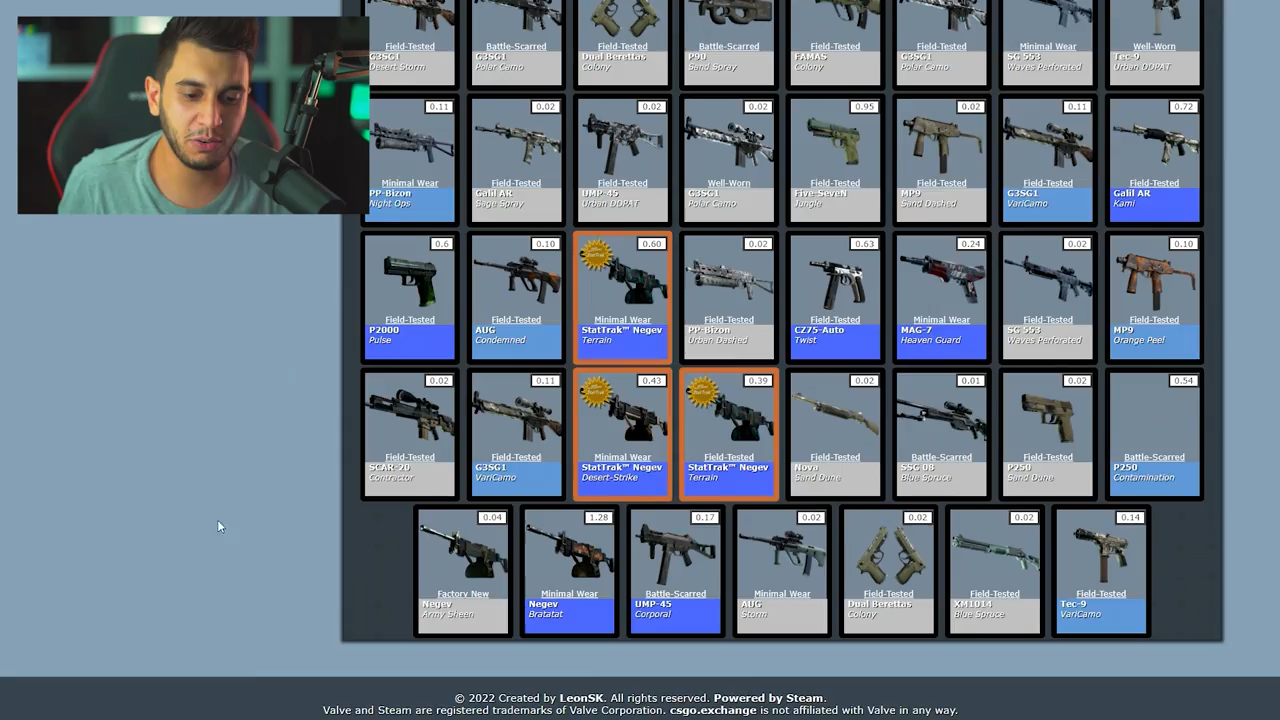 Field-Tested
G3SG1
Desert Storm
Battle-Scarred
G3SG1
Polar Camo
Field-Tested
Dual Berettas
Colony
Battle-Scarred
P90
Sand Spray
Field-Tested
FAMAS
Colony
Field-Tested
G3SG1
Polar Camo
Minimal Wear
SG 553
Waves Perforated
Well-Worn
Tec-9
Urban DDPAT
0.11
Minimal Wear
PP-Bizon
Night Ops
0.02
Field-Tested
Galil AR
Sage Spray
0.02
Field-Tested
UMP-45
Urban DDPAT
0.02
Well-Worn
G3SG1
Polar Camo
0.95
Field-Tested
Five-SeveN
Jungle
0.02
Field-Tested
MP9
Sand Dashed
0.11
Field-Tested
G3SG1
VariCamo
0.72
Field-Tested
Galil AR
Kami
0.6
Field-Tested
P2000
Pulse
0.10
Field-Tested
AUG
Condemned
0.60
Minimal Wear
StatTrak™ Negev
Terrain
0.02
Field-Tested
PP-Bizon
Urban Dashed
0.63
Field-Tested
CZ75-Auto
Twist
0.24
Minimal Wear
MAG-7
Heaven Guard
0.02
Field-Tested
SG 553
Waves Perforated
0.10
Field-Tested
MP9
Orange Peel
0.02
Field-Tested
SCAR-20
Contractor
0.11
Field-Tested
G3SG1
VariCamo
0.43
Minimal Wear
StatTrak™ Negev
Desert-Strike
0.39
Field-Tested
StatTrak™ Negev
Terrain
0.02
Field-Tested
Nova
Sand Dune
0.01
Battle-Scarred
SSG 08
Blue Spruce
0.02
Field-Tested
P250
Sand Dune
0.54
Battle-Scarred
P250
Contamination
0.04
Factory New
Negev
Army Sheen
1.28
Minimal Wear
Negev
Bratatat
0.17
Battle-Scarred
UMP-45
Corporal
0.02
Minimal Wear
AUG
Storm
0.02
Field-Tested
Dual Berettas
Colony
0.02
Field-Tested
XM1014
Blue Spruce
0.14
Field-Tested
Tec-9
VariCamo
© 2022 Created by LeonSK. All rights reserved. Powered by Steam.
Valve and Steam are registered trademarks of Valve Corporation. csgo.exchange is not affiliated with Valve in any way.